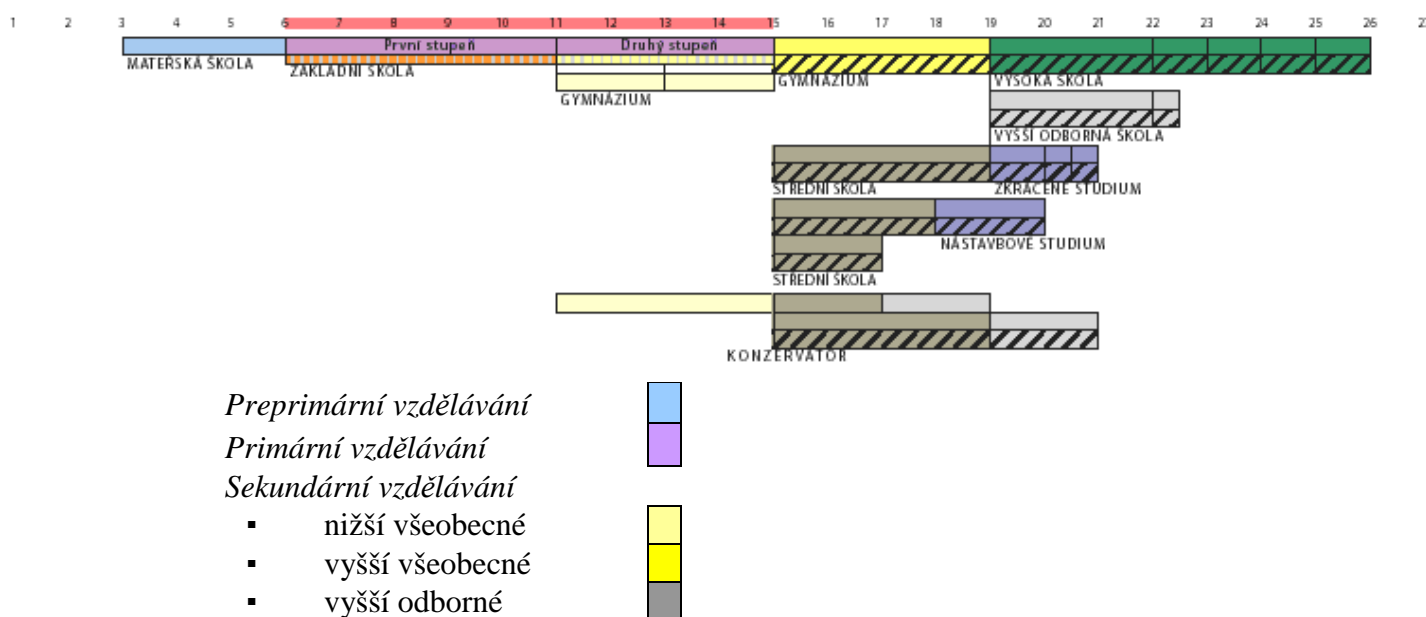 1 2 3 4 5 6 7 8 9 10 11 12 13 14 15 16 17 18 19 20 21 22 23 24 25 26 27
První stupeň Druhý stupeň
MATEŘSKÁ ŠKOLA ZÁKLADNÍ ŠKOLA GYMNÁZIUM VYSOKÁ ŠKOLA
GYMNÁZIUM
VYŠŠÍ ODBORNÁ ŠKOLA
STŘEDNÍ ŠKOLA ZKRÁCENÉ STUDIUM
NÁSTAVBOVÉ STUDIUM
STŘEDNÍ ŠKOLA
KONZERVATOŘ
Preprimární vzdělávání
Primární vzdělávání
Sekundární vzdělávání
▪ nižší všeobecné
▪ vyšší všeobecné
▪ vyšší odborné